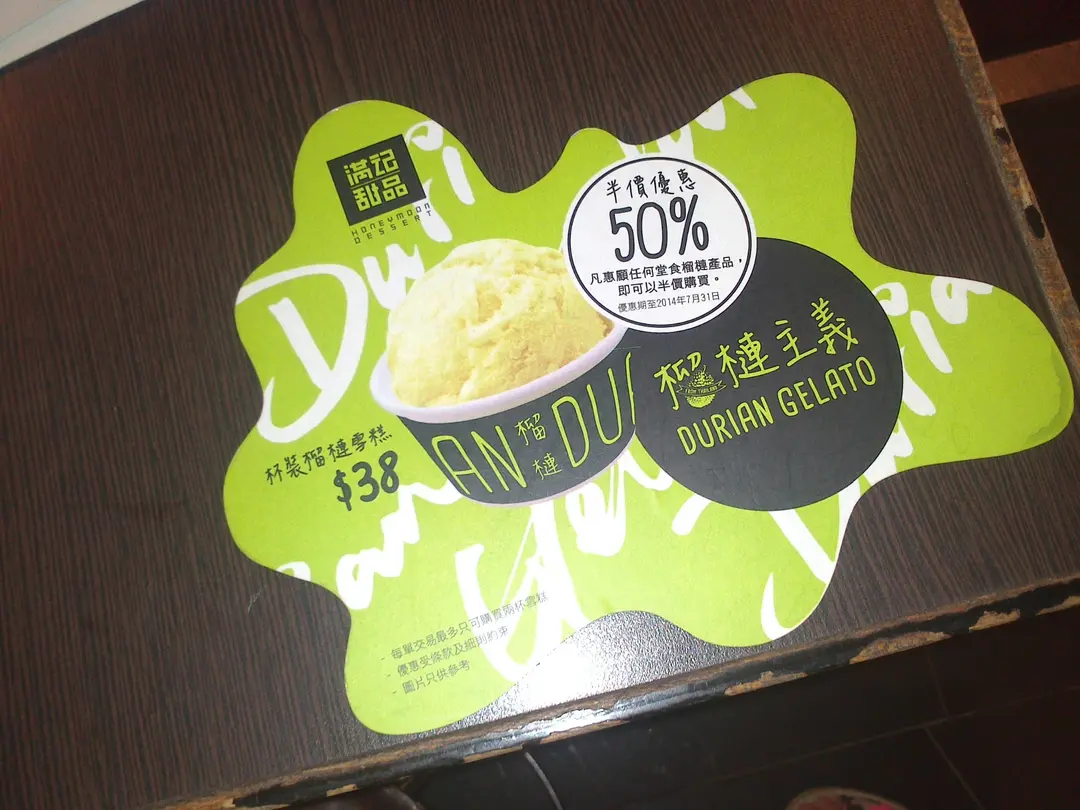 满记
甜品
HONEYMOON
DESSERT
半價優惠
50%
凡惠顧任何堂食榴槤產品，
即可以半價購買。
優惠期至2014年7月31日
榴槤主義
FROM THAILAND
DURIAN GELATO
AN 榴槤 DU
杯裝榴槤雪糕
$38
- 每單交易最多只可購買兩杯雪糕
- 優惠受條款及細則約束
- 圖片只供參考